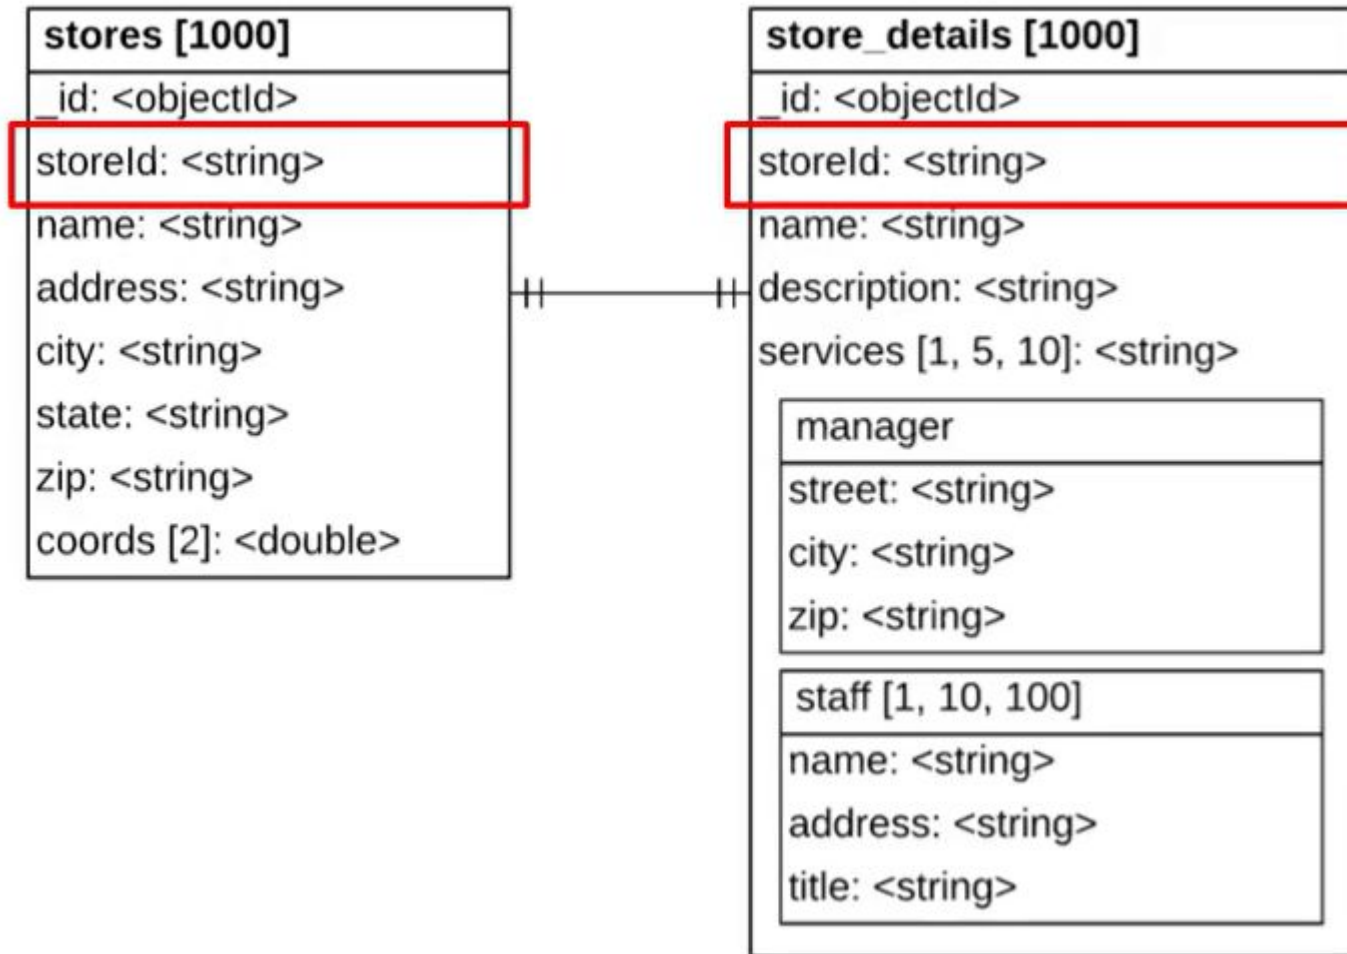 stores [1000]
_id: <objectId>
storeId: <string>
name: <string>
address: <string>
city: <string>
state: <string>
zip: <string>
coords [2]: <double>
store_details [1000]
_id: <objectId>
storeId: <string>
name: <string>
description: <string>
services [1, 5, 10]: <string>
manager
street: <string>
city: <string>
zip: <string>
staff [1, 10, 100]
name: <string>
address: <string>
title: <string>